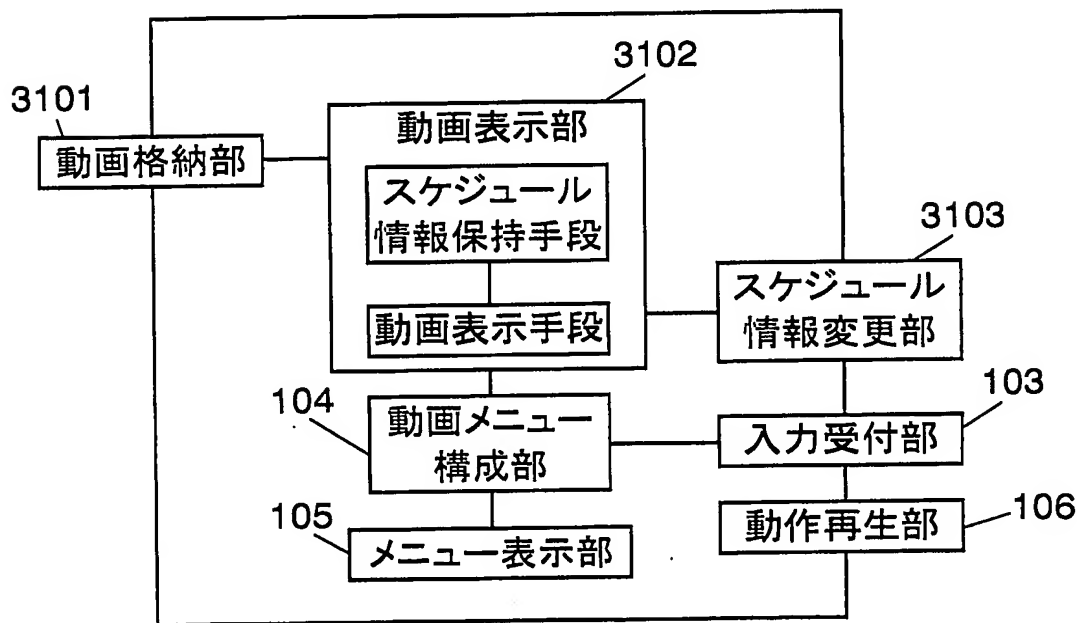 3102
3101
動画表示部
動画格納部
スケジュール
情報保持手段
3103
スケジュール
情報変更部
動画表示手段
104
103
動画メニュー
構成部
入力受付部
105
106
動作再生部
メニュー表示部